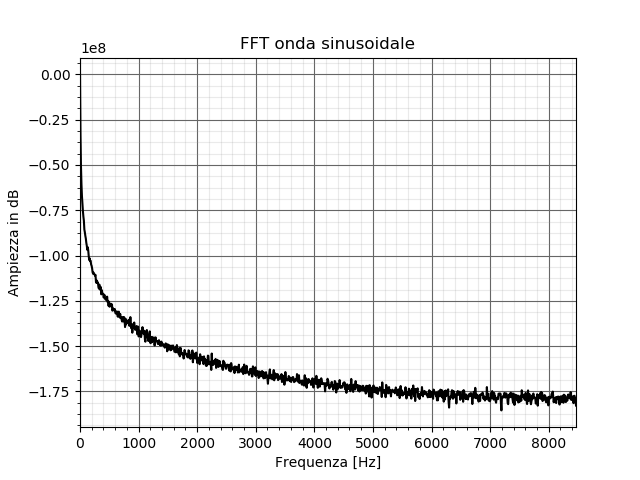 FFT onda sinusoidale
1e8
0.00
−0.25
−0.50
−0.75
−1.00
−1.25
−1.50
−1.75
Ampiezza in dB
0 1000 2000 3000 4000 5000 6000 7000 8000
Frequenza [Hz]